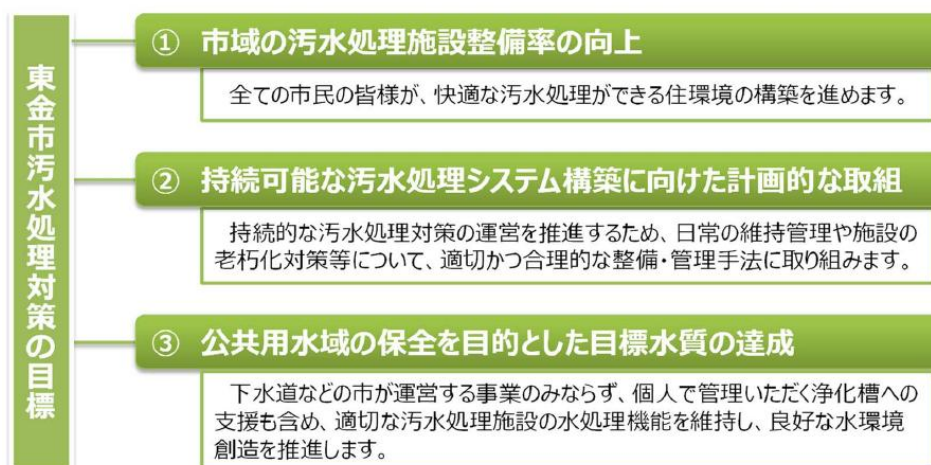 東金市汚水処理対策の目標
① 市域の汚水処理施設整備率の向上
全ての市民の皆様が、快適な汚水処理ができる住環境の構築を進めます。
② 持続可能な汚水処理システム構築に向けた計画的な取組
持続的な汚水処理対策の運営を推進するため、日常の維持管理や施設の
老朽化対策等について、適切かつ合理的な整備・管理手法に取り組みます。
③ 公共用水域の保全を目的とした目標水質の達成
下水道などの市が運営する事業のみならず、個人で管理いただく浄化槽への
支援も含め、適切な汚水処理施設の水処理機能を維持し、良好な水環境
創造を推進します。